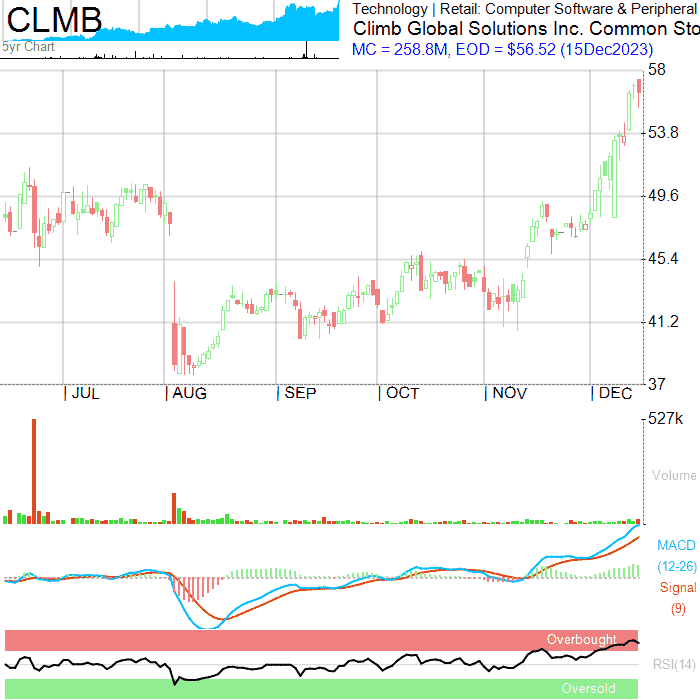 CLMB
5yr Chart
Technology | Retail: Computer Software & Peripheral
Climb Global Solutions Inc. Common Sto
MC = 258.8M, EOD = $56.52 (15Dec2023)
58
53.8
49.6
45.4
41.2
37
| JUL | AUG | SEP | OCT | NOV | DEC
527k
Volume
MACD
(12-26)
Signal
(9)
Overbought
RSI(14)
Oversold